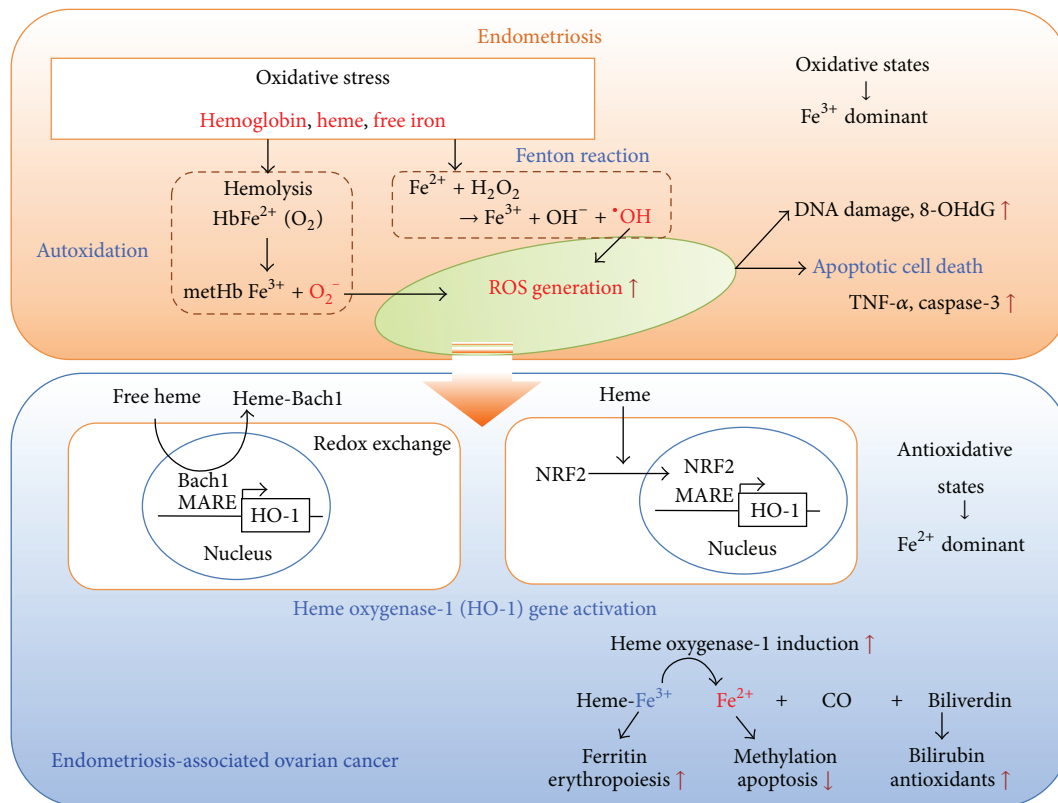 Endometriosis
Oxidative stress
Hemoglobin, heme, free iron
Oxidative states
↓
Fe³⁺ dominant
Fenton reaction
Fe²⁺ + H₂O₂
→ Fe³⁺ + OH⁻ + •OH
Hemolysis
HbFe²⁺ (O₂)
Autoxidation
metHb Fe³⁺ + O₂⁻
ROS generation ↑
DNA damage, 8-OHdG ↑
Apoptotic cell death
TNF-α, caspase-3 ↑
Free heme
Heme-Bach1
Redox exchange
Bach1
MARE
HO-1
Nucleus
Heme
NRF2
NRF2
MARE
HO-1
Nucleus
Antioxidative
states
↓
Fe²⁺ dominant
Heme oxygenase-1 (HO-1) gene activation
Heme oxygenase-1 induction ↑
Heme-Fe³⁺ Fe²⁺ + CO + Biliverdin
Ferritin
erythropoiesis ↑
Methylation
apoptosis ↓
Bilirubin
antioxidants ↑
Endometriosis-associated ovarian cancer